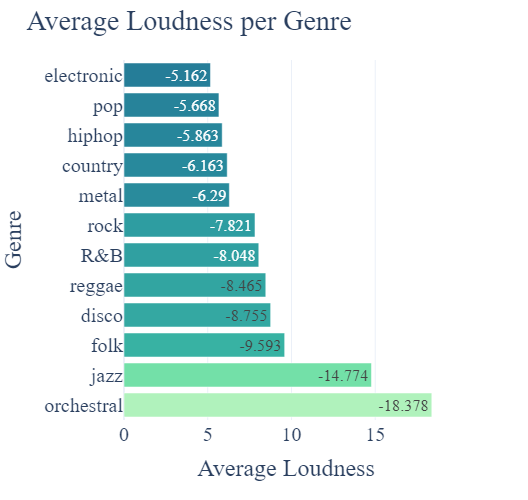 Average Loudness per Genre
Genre
electronic -5.162
pop -5.668
hiphop -5.863
country -6.163
metal -6.29
rock -7.821
R&B -8.048
reggae -8.465
disco -8.755
folk -9.593
jazz -14.774
orchestral -18.378
0 5 10 15
Average Loudness